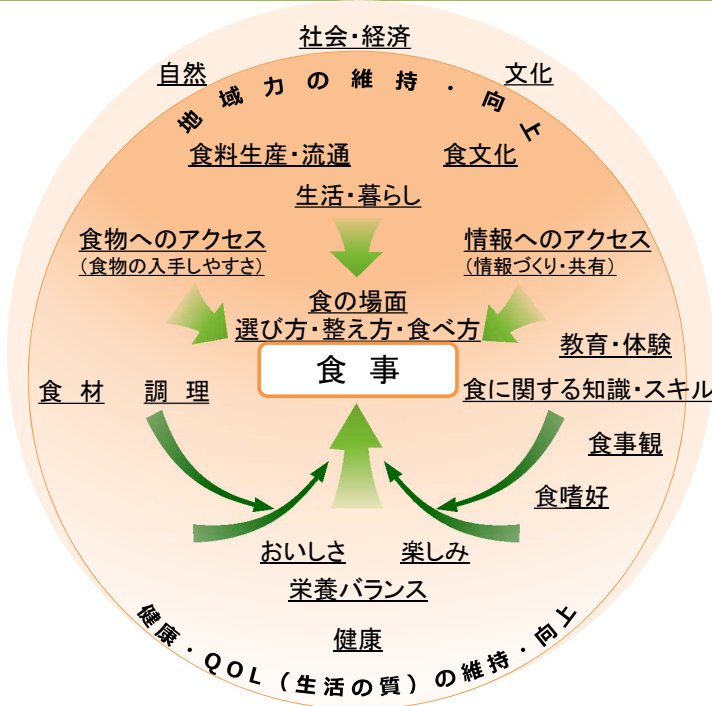 社会・経済
自然
文化
地域力の維持・向上
食料生産・流通
食文化
生活・暮らし
食物へのアクセス
（食物の入手しやすさ）
情報へのアクセス
（情報づくり・共有）
食の場面
選び方・整え方・食べ方
食事
教育・体験
食材
調理
食に関する知識・スキル
食事観
食嗜好
おいしさ
楽しみ
栄養バランス
健康
健康・QOL（生活の質）の維持・向上